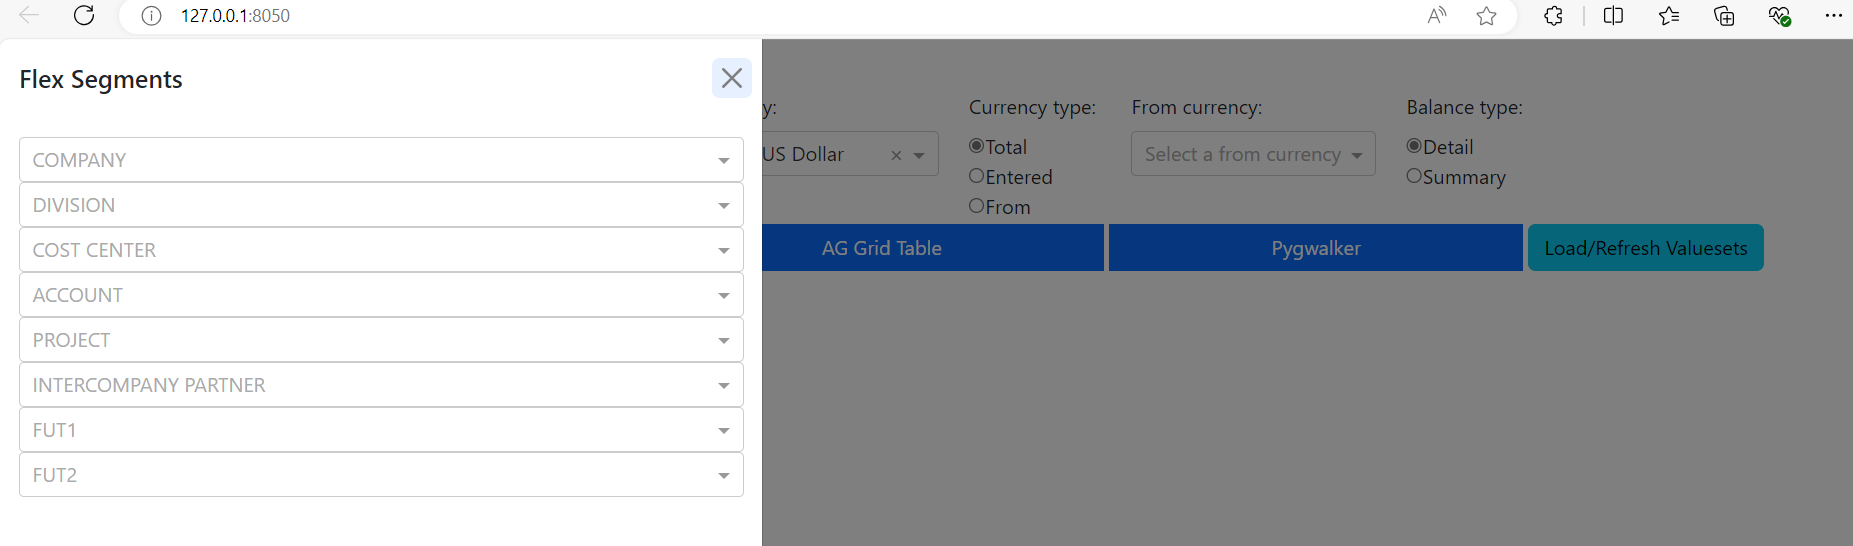 127.0.0.1:8050
Flex Segments
COMPANY
DIVISION
COST CENTER
ACCOUNT
PROJECT
INTERCOMPANY PARTNER
FUT1
FUT2
y:
US Dollar
Currency type:
Total
Entered
From
From currency:
Select a from currency
Balance type:
Detail
Summary
AG Grid Table
Pygwalker
Load/Refresh Valuesets